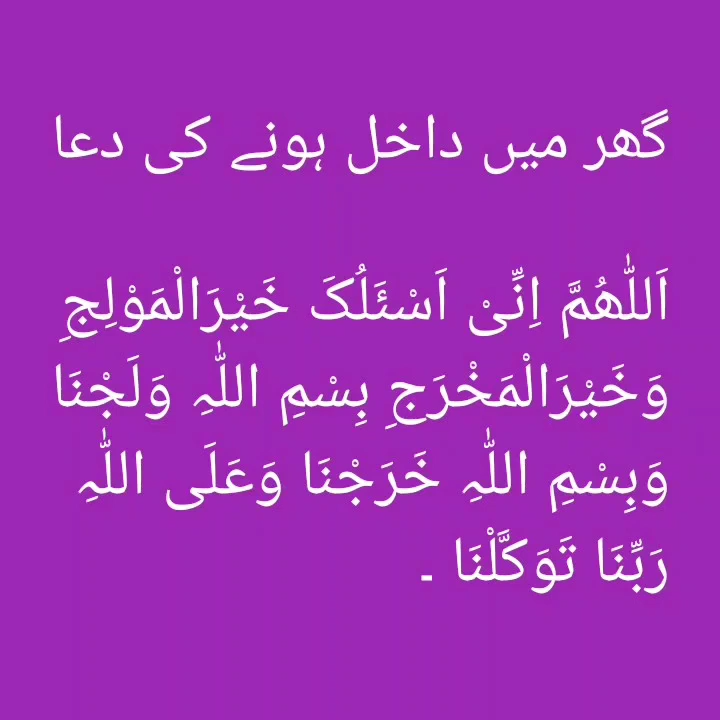 گھر میں داخل ہونے کی دعا
اَللّٰھُمَّ اِنِّیْ اَسْئَلُکَ خَیْرَالْمَوْلِجِ
وَخَیْرَالْمَخْرَجِ بِسْمِ اللّٰہِ وَلَجْنَا
وَبِسْمِ اللّٰہِ خَرَجْنَا وَعَلَی اللّٰہِ
رَبِّنَا تَوَکَّلْنَا ۔